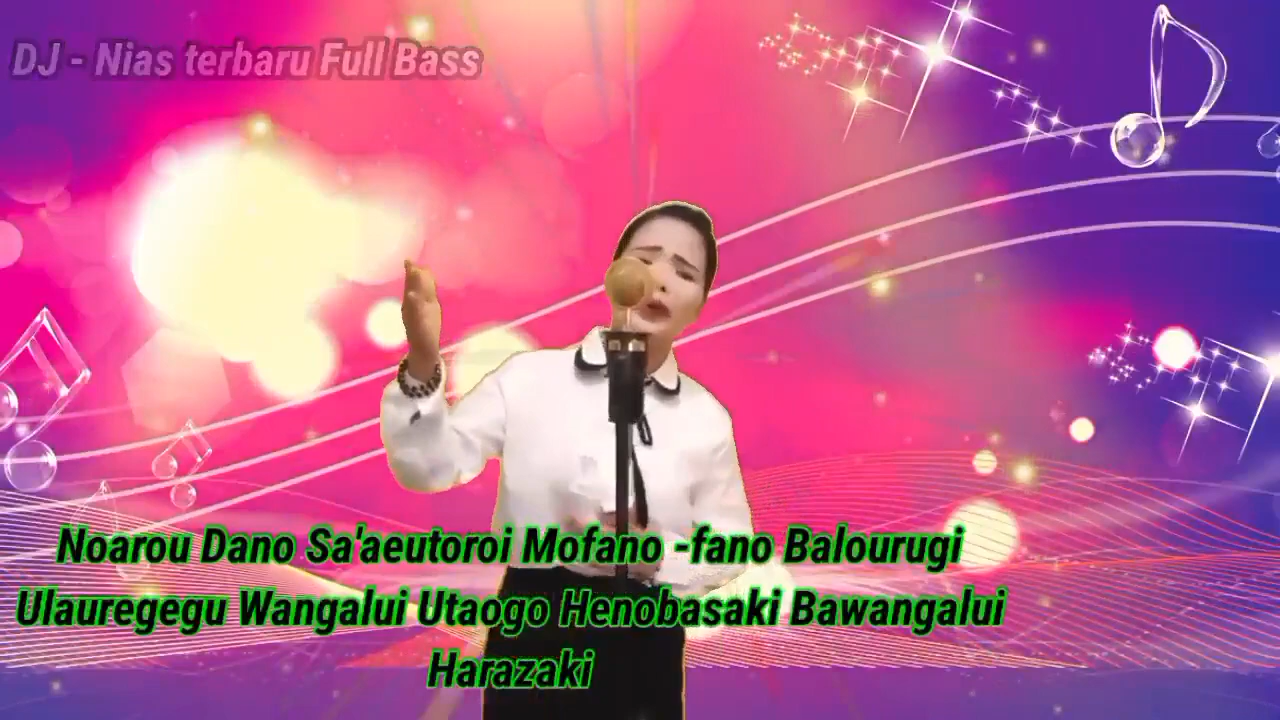 DJ - Nias terbaru Full Bass
Noarou Dano Sa'aeutoroi Mofano -fano Balourugi
Ulauregegu Wangalui Utaogo Henobasaki Bawangalui
Harazaki